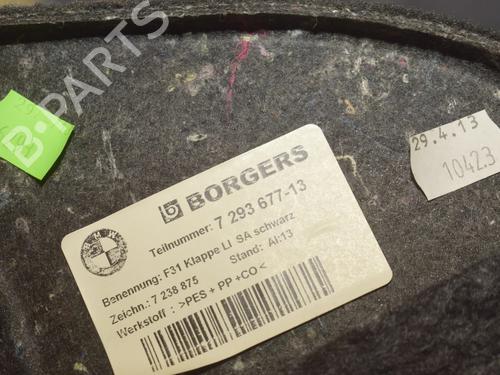 B-PARTS
29.4.13
10423
BORGERS
Teilnummer: 7 293 677-13
Benennung: F31 Klappe LI SA schwarz
Zeichn.: 7 238 875 Stand: AI:13
Werkstoff : >PES + PP +CO<